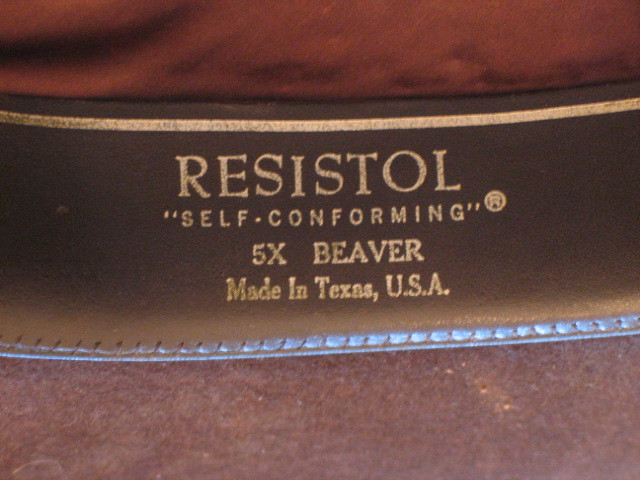 RESISTOL
"SELF-CONFORMING"®
5X BEAVER
Made In Texas, U.S.A.